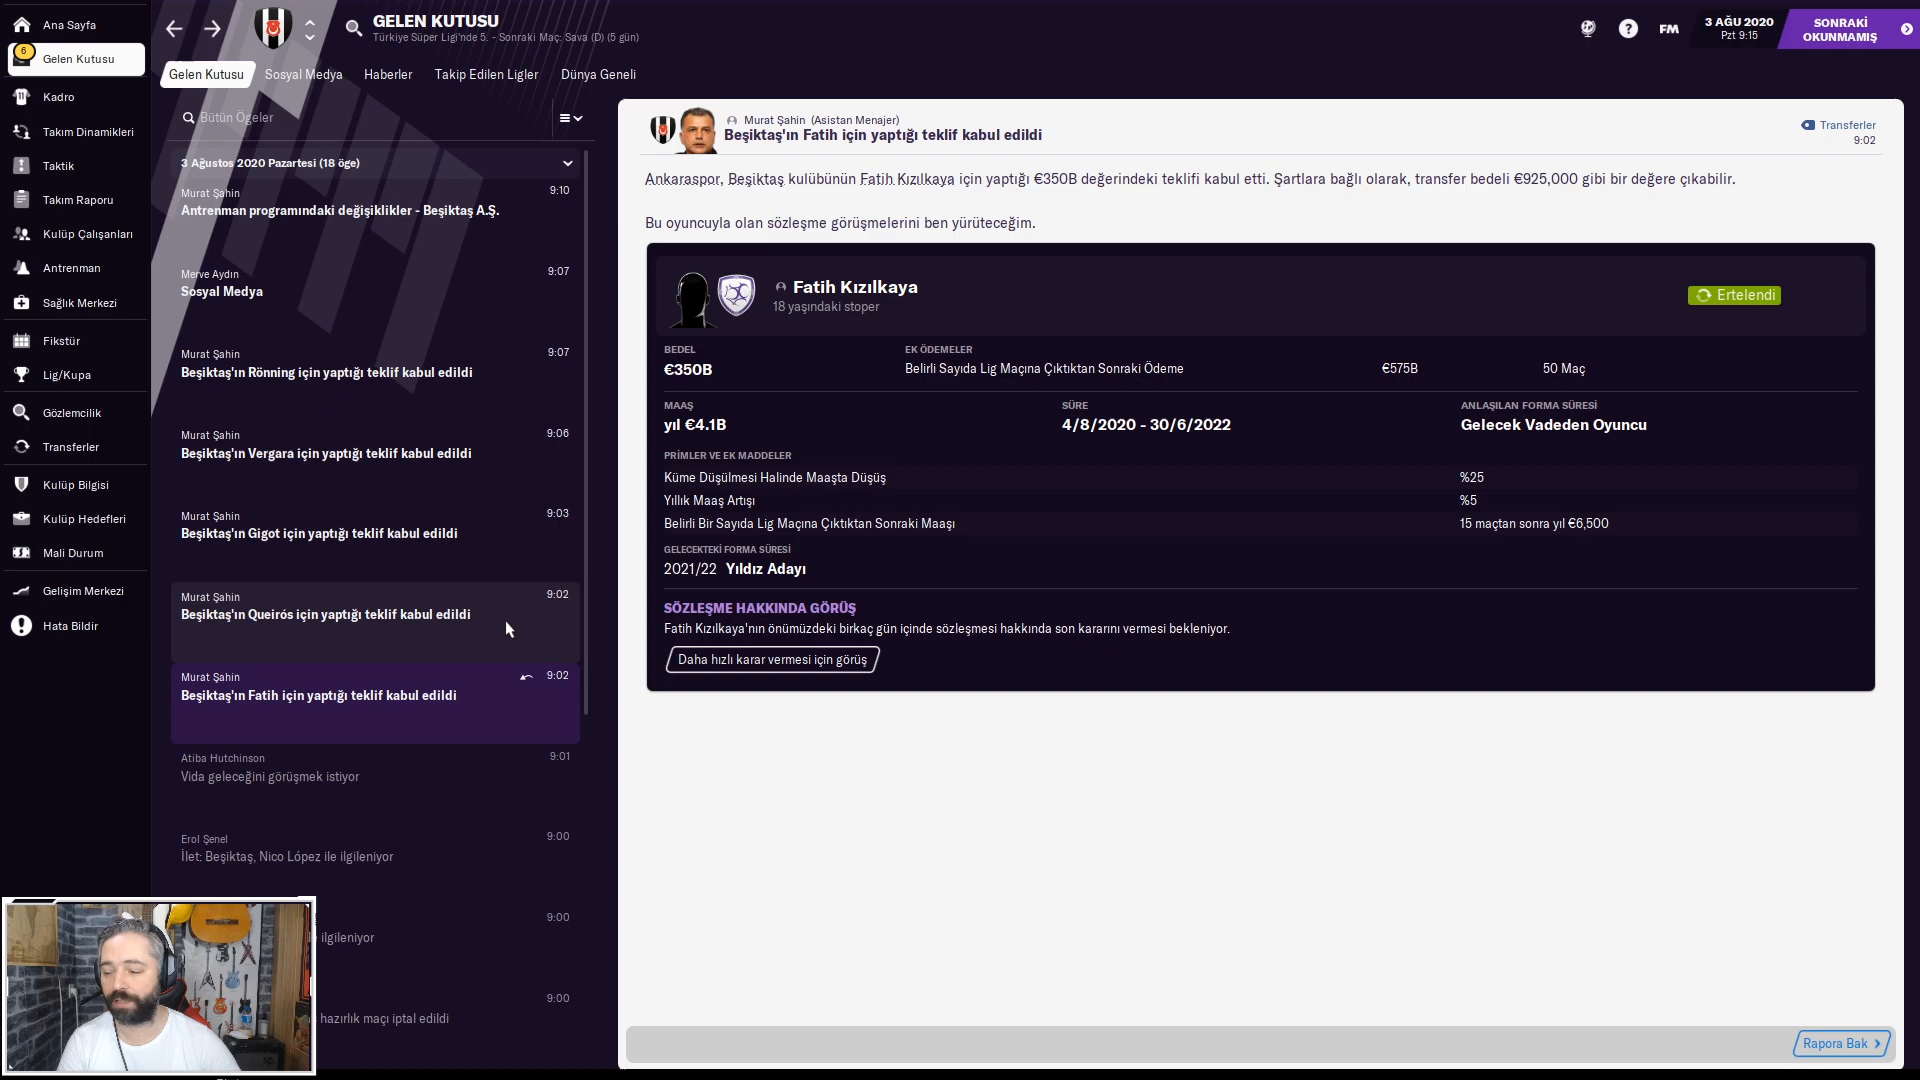 Ana Sayfa
6
Gelen Kutusu
Kadro
Takım Dinamikleri
Taktik
Takım Raporu
Kulüp Çalışanları
Antrenman
Sağlık Merkezi
Fikstür
Lig/Kupa
Gözlemcilik
Transferler
Kulüp Bilgisi
Kulüp Hedefleri
Mali Durum
Gelişim Merkezi
Hata Bildir
GELEN KUTUSU
Türkiye Süper Ligi'nde 5. - Sonraki Maç: Sava (D) (5 gün)
FM
3 AĞU 2020
Pzt 9:15
SONRAKİ
OKUNMAMIŞ
Gelen Kutusu
Sosyal Medya
Haberler
Takip Edilen Ligler
Dünya Geneli
Bütün Ögeler
3 Ağustos 2020 Pazartesi (18 öge)
Murat Şahin
9:10
Antrenman programındaki değişiklikler - Beşiktaş A.Ş.
Merve Aydın
9:07
Sosyal Medya
Murat Şahin
9:07
Beşiktaş'ın Rönning için yaptığı teklif kabul edildi
Murat Şahin
9:06
Beşiktaş'ın Vergara için yaptığı teklif kabul edildi
Murat Şahin
9:03
Beşiktaş'ın Gigot için yaptığı teklif kabul edildi
Murat Şahin
9:02
Beşiktaş'ın Queirós için yaptığı teklif kabul edildi
Murat Şahin
9:02
Beşiktaş'ın Fatih için yaptığı teklif kabul edildi
Atiba Hutchinson
9:01
Vida geleceğini görüşmek istiyor
Erol Şenel
9:00
İlet: Beşiktaş, Nico López ile ilgileniyor
9:00
ilgileniyor
9:00
hazırlık maçı iptal edildi
Murat Şahin (Asistan Menajer)
Beşiktaş'ın Fatih için yaptığı teklif kabul edildi
Transferler
9:02
Ankaraspor, Beşiktaş kulübünün Fatih Kızılkaya için yaptığı €350B değerindeki teklifi kabul etti. Şartlara bağlı olarak, transfer bedeli €925,000 gibi bir değere çıkabilir.
Bu oyuncuyla olan sözleşme görüşmelerini ben yürüteceğim.
Fatih Kızılkaya
18 yaşındaki stoper
Ertelendi
BEDEL
EK ÖDEMELER
€350B
Belirli Sayıda Lig Maçına Çıktıktan Sonraki Ödeme
€575B
50 Maç
MAAŞ
SÜRE
ANLAŞILAN FORMA SÜRESİ
yıl €4.1B
4/8/2020 - 30/6/2022
Gelecek Vadeden Oyuncu
PRİMLER VE EK MADDELER
Küme Düşülmesi Halinde Maaşta Düşüş
%25
Yıllık Maaş Artışı
%5
Belirli Bir Sayıda Lig Maçına Çıktıktan Sonraki Maaşı
15 maçtan sonra yıl €6,500
GELECEKTEKİ FORMA SÜRESİ
2021/22 Yıldız Adayı
SÖZLEŞME HAKKINDA GÖRÜŞ
Fatih Kızılkaya'nın önümüzdeki birkaç gün içinde sözleşmesi hakkında son kararını vermesi bekleniyor.
Daha hızlı karar vermesi için görüş
Rapora Bak